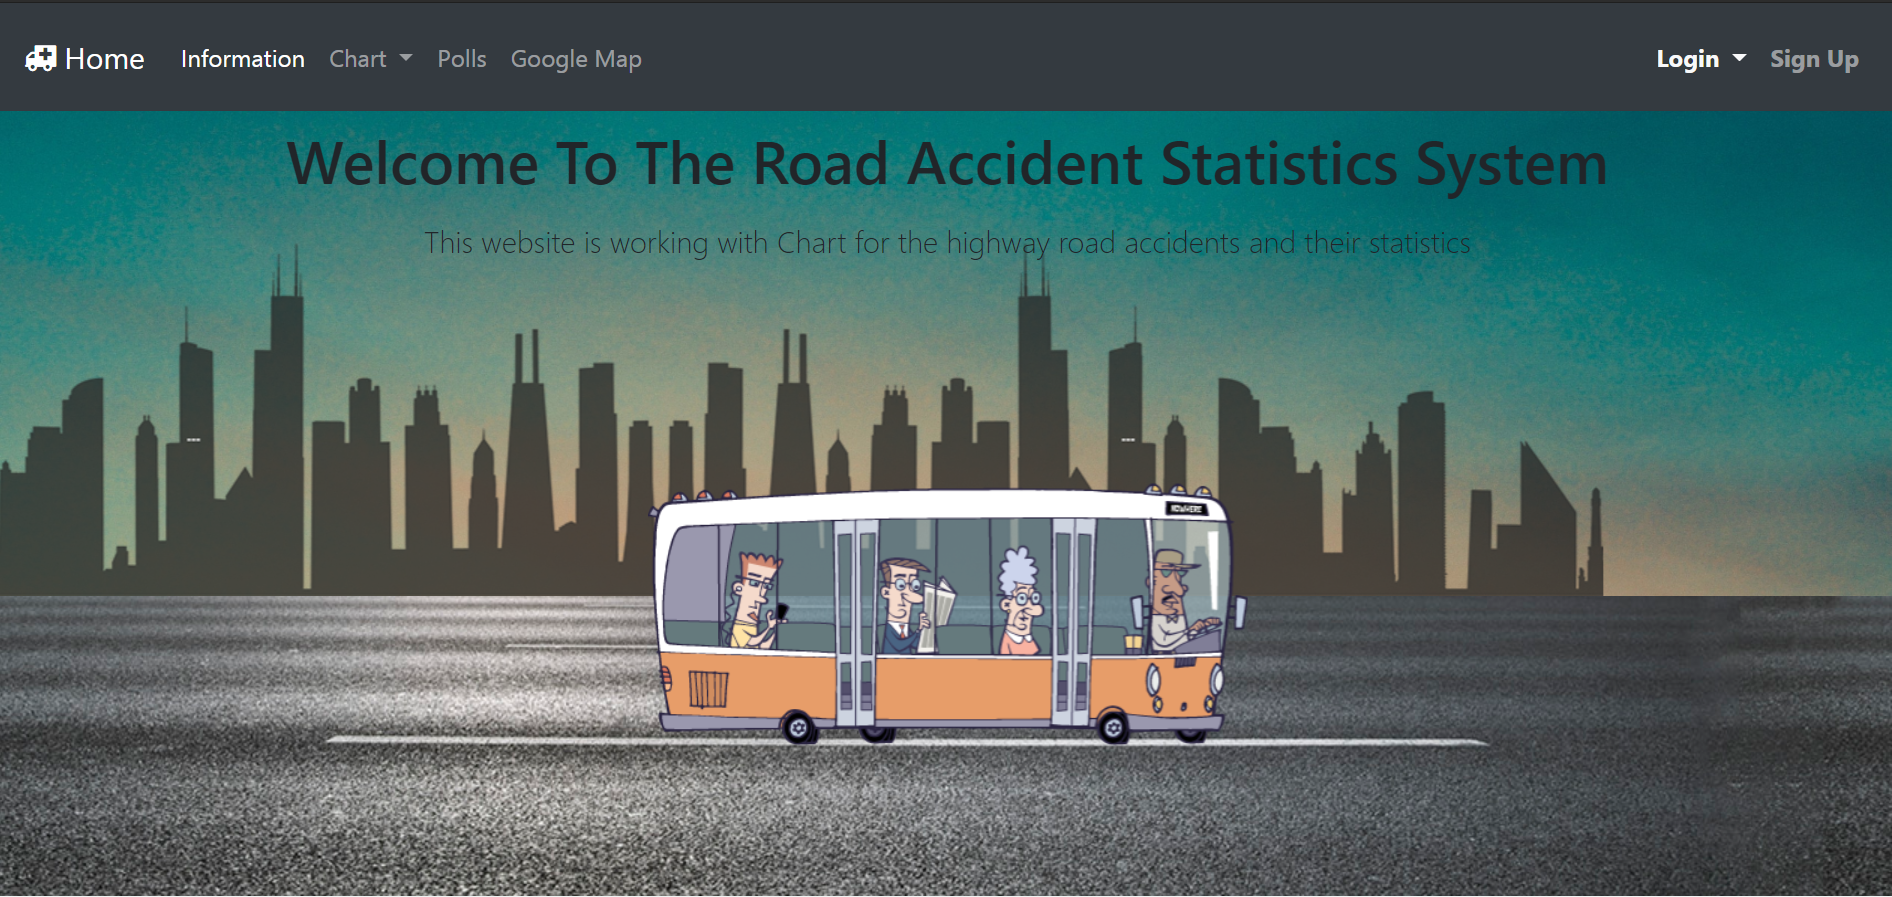 Home Information Chart Polls Google Map Login Sign Up
Welcome To The Road Accident Statistics System
This website is working with Chart for the highway road accidents and their statistics
--- ---
NOWHERE